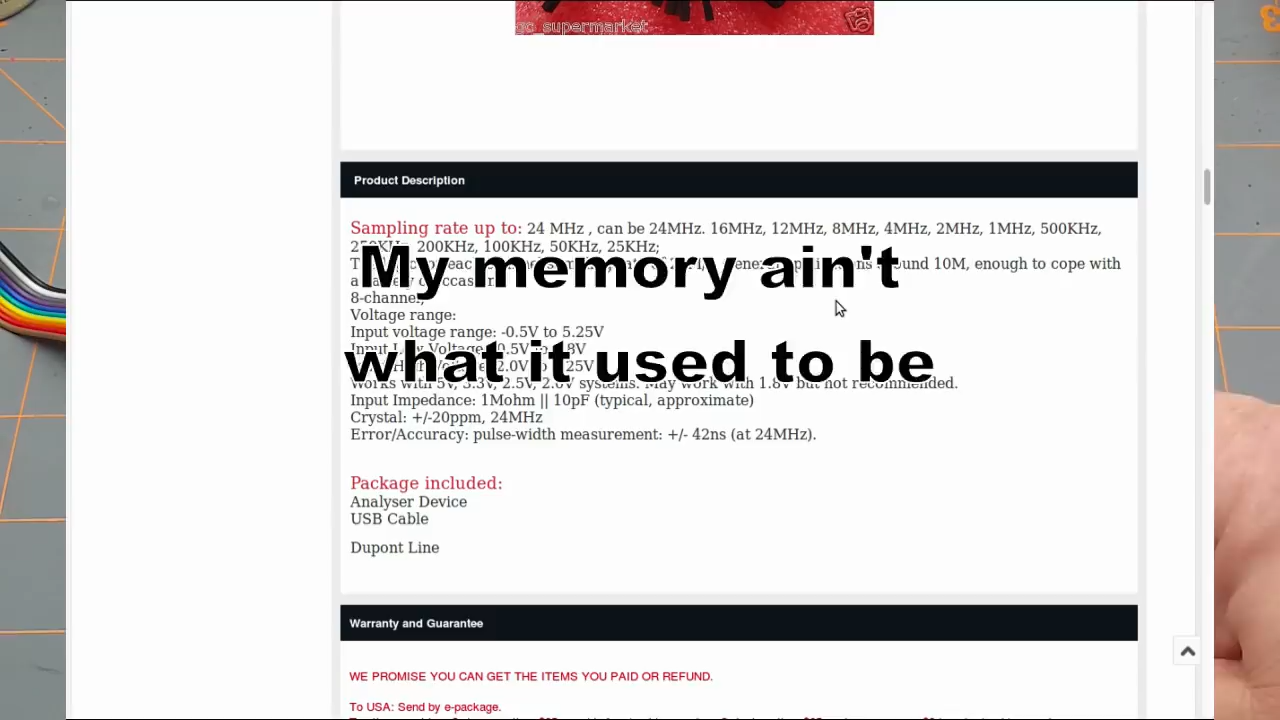 gc_supermarket
Product Description
Sampling rate up to: 24 MHz , can be 24MHz. 16MHz, 12MHz, 8MHz, 4MHz, 2MHz, 1MHz, 500KHz,
250KHz, 200KHz, 100KHz, 50KHz, 25KHz;
around 10M, enough to cope with
8-channel;
My memory ain't
Voltage range:
Input voltage range: -0.5V to 5.25V
what it used to be
Works with 5V, 3.3V, 2.5V, 2.0V systems. May work with 1.8V but not recommended.
Input Impedance: 1Mohm || 10pF (typical, approximate)
Crystal: +/-20ppm, 24MHz
Error/Accuracy: pulse-width measurement: +/- 42ns (at 24MHz).
Package included:
Analyser Device
USB Cable
Dupont Line
Warranty and Guarantee
WE PROMISE YOU CAN GET THE ITEMS YOU PAID OR REFUND.
To USA: Send by e-package.